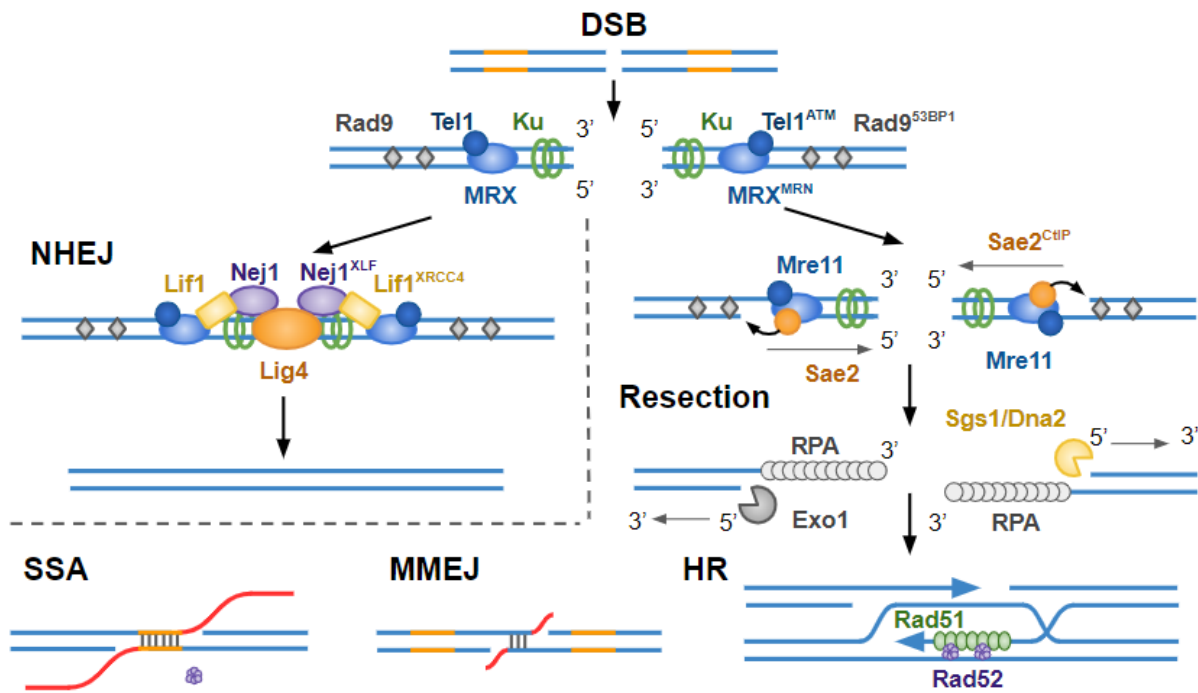 DSB
Rad9 Tel1 Ku 3’ 5’ Ku Tel1ATM Rad953BP1
MRX 5’ 3’ MRXMRN
NHEJ
Lif1 Nej1 Nej1XLF Lif1XRCC4
Lig4
Sae2CtIP
Mre11 3’ 5’
5’ 3’
Sae2 Mre11
Resection
Sgs1/Dna2
RPA 3’ 5’ 3’
3’ 5’ Exo1 3’ RPA
SSA MMEJ HR
Rad51
Rad52